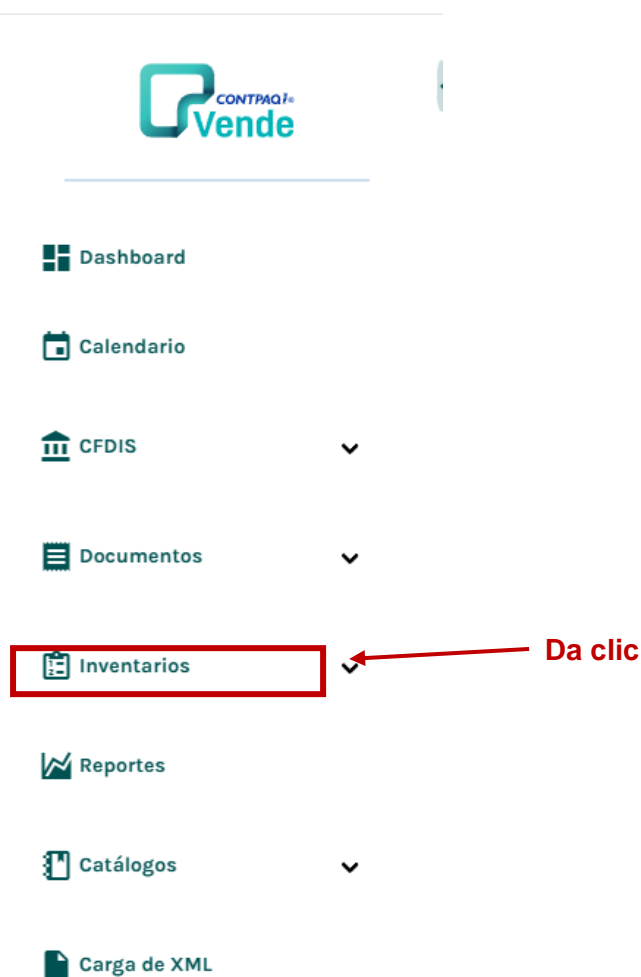 CONTPAQi®
Vende
Dashboard
Calendario
CFDIS
Documentos
Inventarios
Da clic
Reportes
Catálogos
Carga de XML